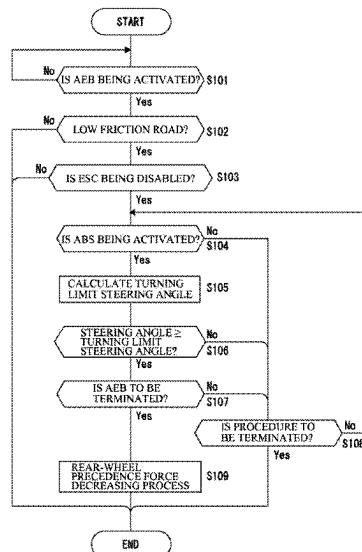 START
No
IS AEB BEING ACTIVATED? S101
Yes
No
LOW FRICTION ROAD? S102
Yes
No
IS ESC BEING DISABLED? S103
Yes
IS ABS BEING ACTIVATED? No
S104
Yes
CALCULATE TURNING
LIMIT STEERING ANGLE
S105
STEERING ANGLE ≥
TURNING LIMIT
STEERING ANGLE?
No
S106
Yes
IS AEB TO BE
TERMINATED?
No
S107
Yes
IS PROCEDURE TO
BE TERMINATED?
No
S108
Yes
REAR-WHEEL
PRECEDENCE FORCE
DECREASING PROCESS
S109
END